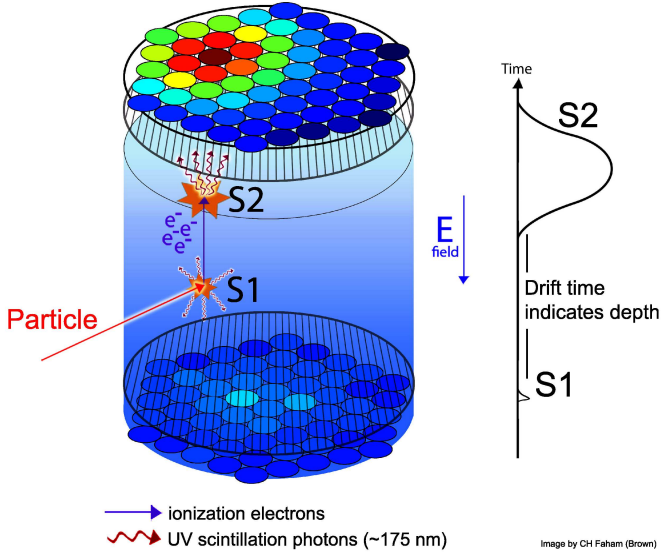 Time
S2
S2
e-
e-e-
e-
E
field
S1
Drift time
indicates depth
Particle
S1
ionization electrons
UV scintillation photons (~175 nm)
Image by CH Faham (Brown)